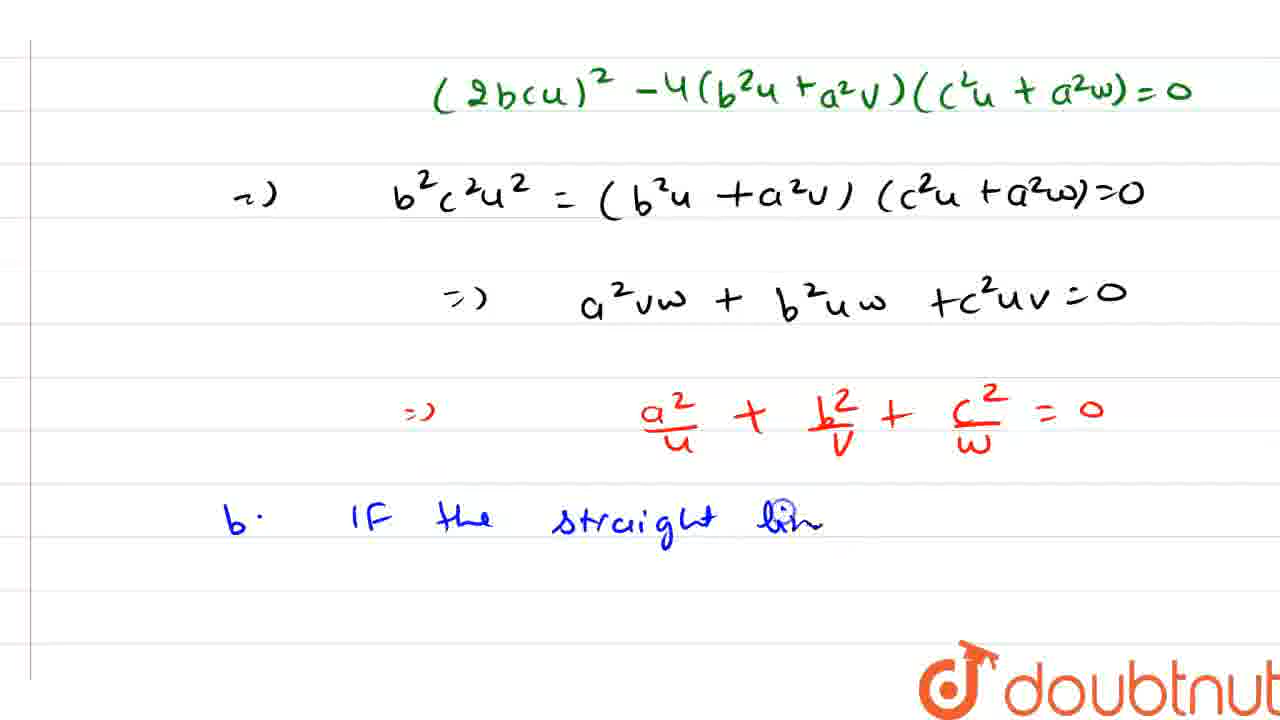 (2bcu)² - 4(b²u + a²v)(c²u + a²w) = 0
=) b²c²u² = (b²u + a²v) (c²u + a²w) = 0
=) a²vw + b²uw + c²uv = 0
=) a²/u + b²/v + c²/w = 0
b. IF the straight lin
doubtnut